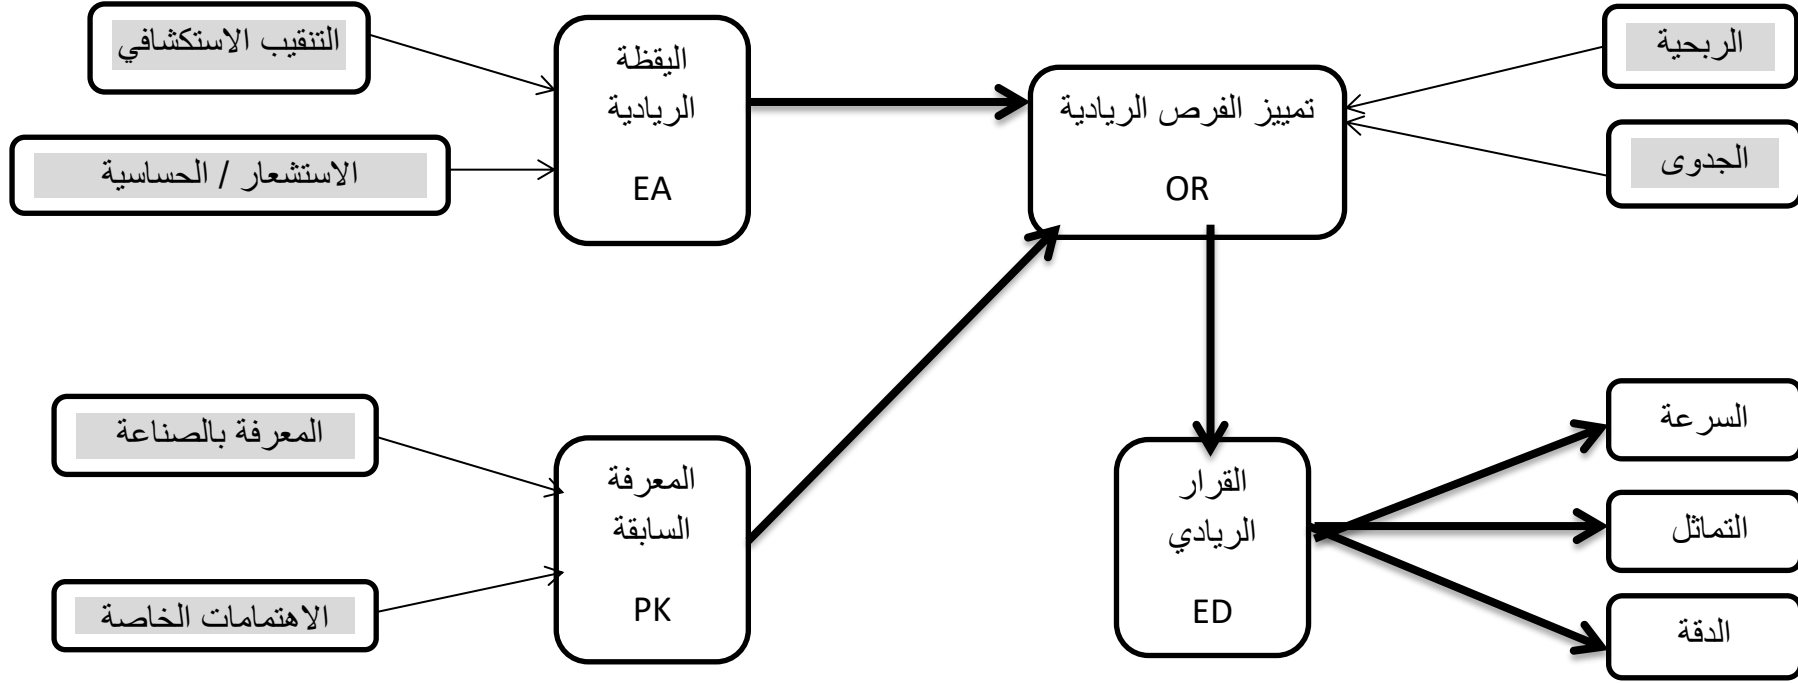 التنقيب الاستكشافي
اليقظة
الريادية
EA
الاستشعار / الحساسية
تمييز الفرص الريادية
OR
الربحية
الجدوى
المعرفة بالصناعة
المعرفة
السابقة
PK
الاهتمامات الخاصة
القرار
الريادي
ED
السرعة
التماثل
الدقة